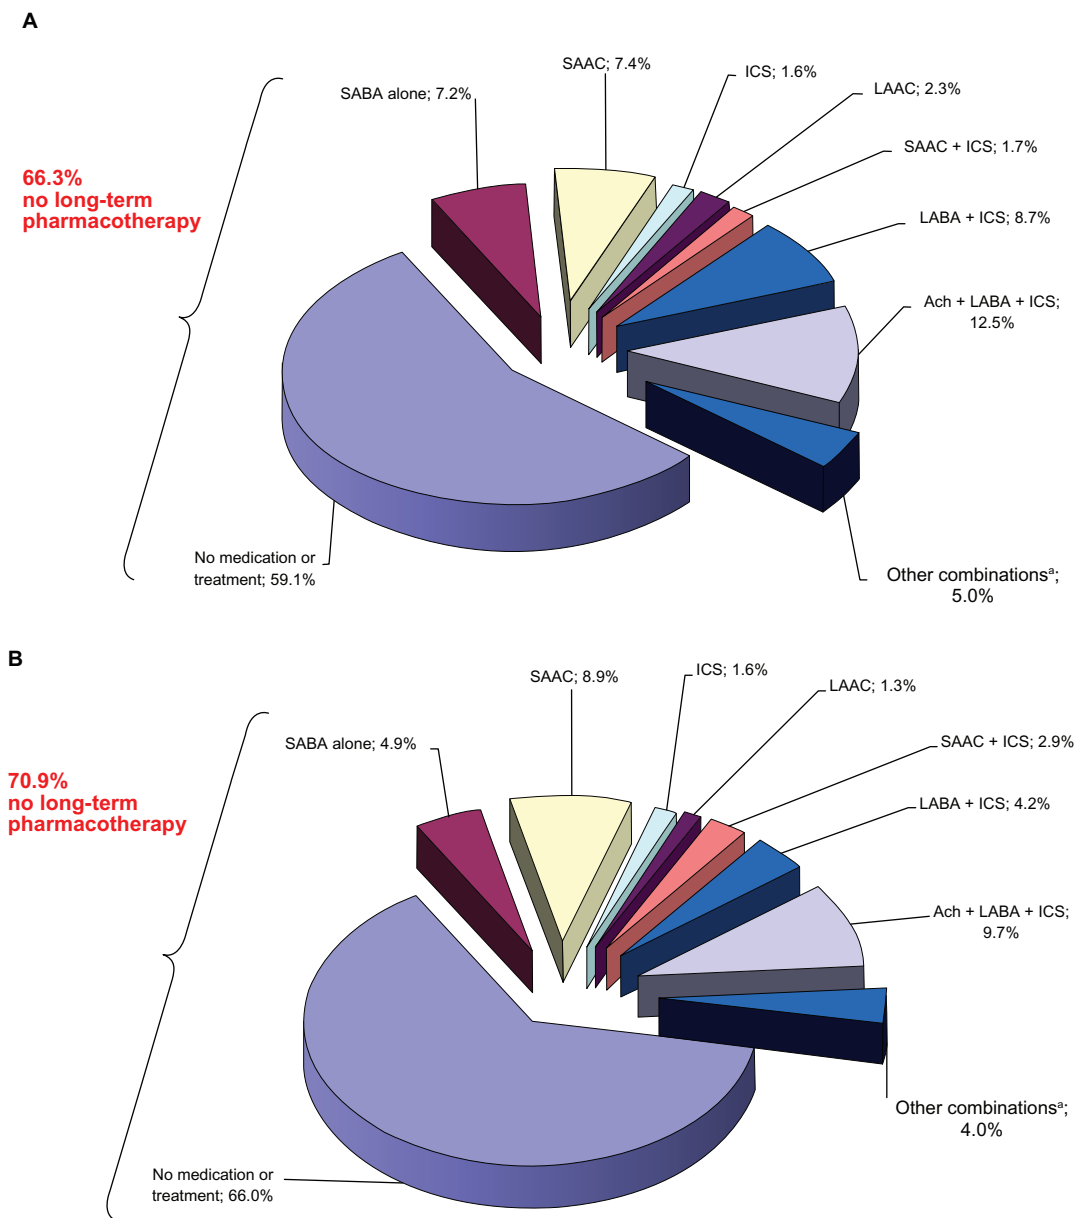 A
SAAC; 7.4%
ICS; 1.6%
SABA alone; 7.2%
LAAC; 2.3%
SAAC + ICS; 1.7%
66.3%
no long-term
pharmacotherapy
LABA + ICS; 8.7%
Ach + LABA + ICS;
12.5%
No medication or
treatment; 59.1%
Other combinationsᵃ;
5.0%
B
SAAC; 8.9%
ICS; 1.6%
LAAC; 1.3%
SABA alone; 4.9%
SAAC + ICS; 2.9%
70.9%
no long-term
pharmacotherapy
LABA + ICS; 4.2%
Ach + LABA + ICS;
9.7%
Other combinationsᵃ;
4.0%
No medication or
treatment; 66.0%